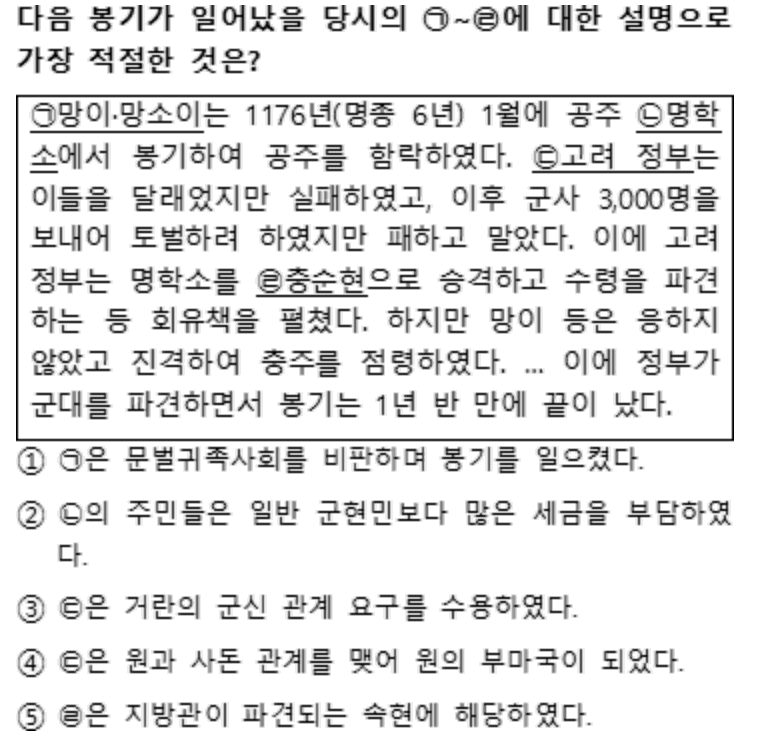 다음 봉기가 일어났을 당시의 ㉠~㉣에 대한 설명으로
가장 적절한 것은?
㉠망이·망소이는 1176년(명종 6년) 1월에 공주 ㉡명학
소에서 봉기하여 공주를 함락하였다. ㉢고려 정부는
이들을 달래었지만 실패하였고, 이후 군사 3,000명을
보내어 토벌하려 하였지만 패하고 말았다. 이에 고려
정부는 명학소를 ㉣충순현으로 승격하고 수령을 파견
하는 등 회유책을 펼쳤다. 하지만 망이 등은 응하지
않았고 진격하여 충주를 점령하였다. ... 이에 정부가
군대를 파견하면서 봉기는 1년 반 만에 끝이 났다.
① ㉠은 문벌귀족사회를 비판하며 봉기를 일으켰다.
② ㉡의 주민들은 일반 군현민보다 많은 세금을 부담하였
다.
③ ㉢은 거란의 군신 관계 요구를 수용하였다.
④ ㉢은 원과 사돈 관계를 맺어 원의 부마국이 되었다.
⑤ ㉣은 지방관이 파견되는 속현에 해당하였다.